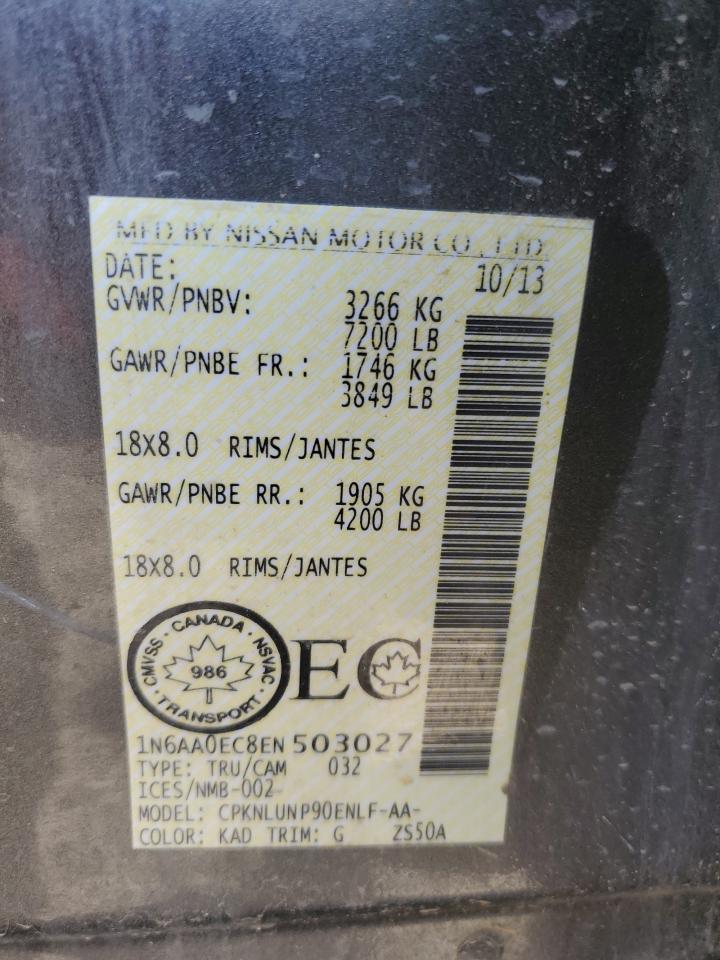 MFD BY NISSAN MOTOR CO., LTD.
DATE: 10/13
GVWR/PNBV: 3266 KG
7200 LB
GAWR/PNBE FR.: 1746 KG
3849 LB
18X8.0 RIMS/JANTES
GAWR/PNBE RR.: 1905 KG
4200 LB
18X8.0 RIMS/JANTES
CMVSS · CANADA · NSVAC · TRANSPORT ·
986
EC
1N6AA0EC8EN503027
TYPE: TRU/CAM 032
ICES/NMB-002
MODEL: CPKNLUNP90ENLF-AA-
COLOR: KAD TRIM: G ZS50A